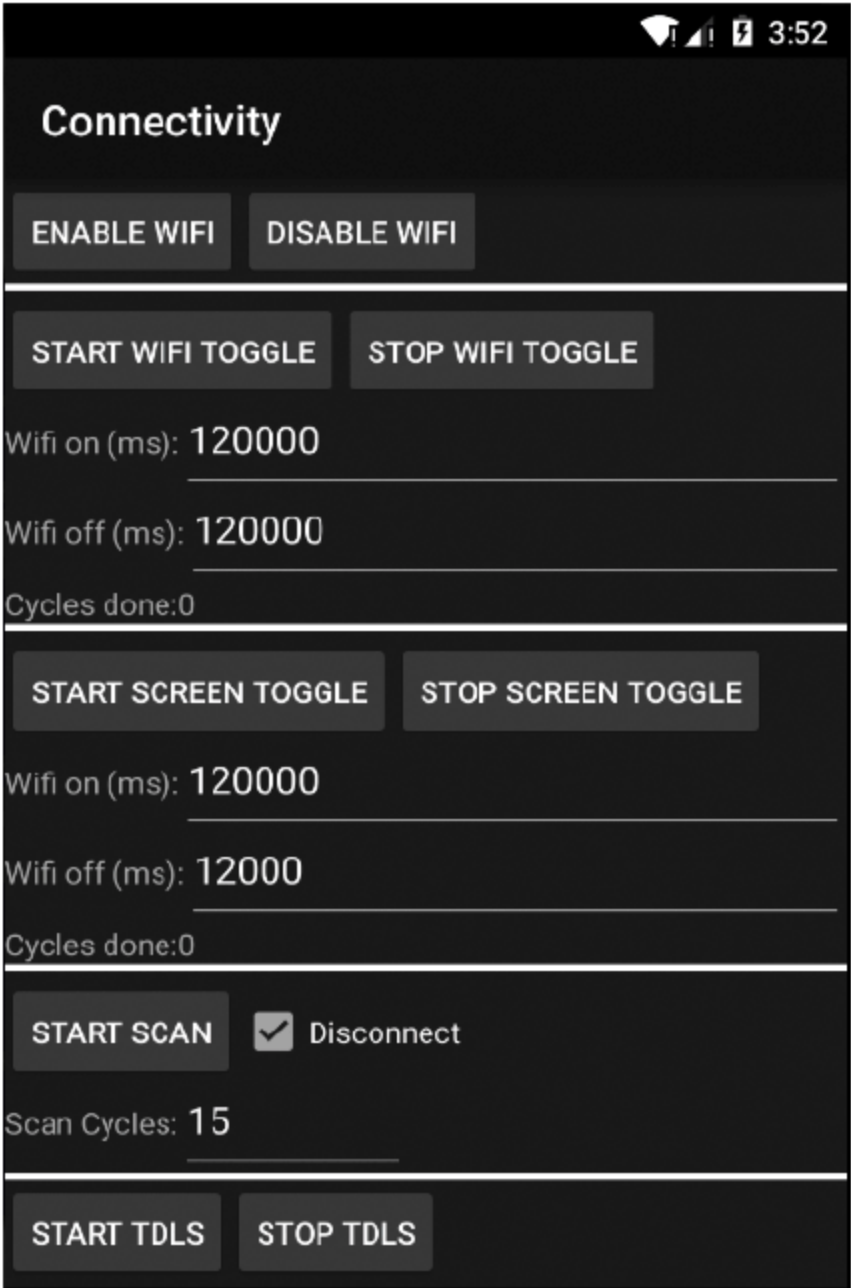 3:52
Connectivity
ENABLE WIFI DISABLE WIFI
START WIFI TOGGLE STOP WIFI TOGGLE
Wifi on (ms): 120000
Wifi off (ms): 120000
Cycles done:0
START SCREEN TOGGLE STOP SCREEN TOGGLE
Wifi on (ms): 120000
Wifi off (ms): 12000
Cycles done:0
START SCAN Disconnect
Scan Cycles: 15
START TDLS STOP TDLS